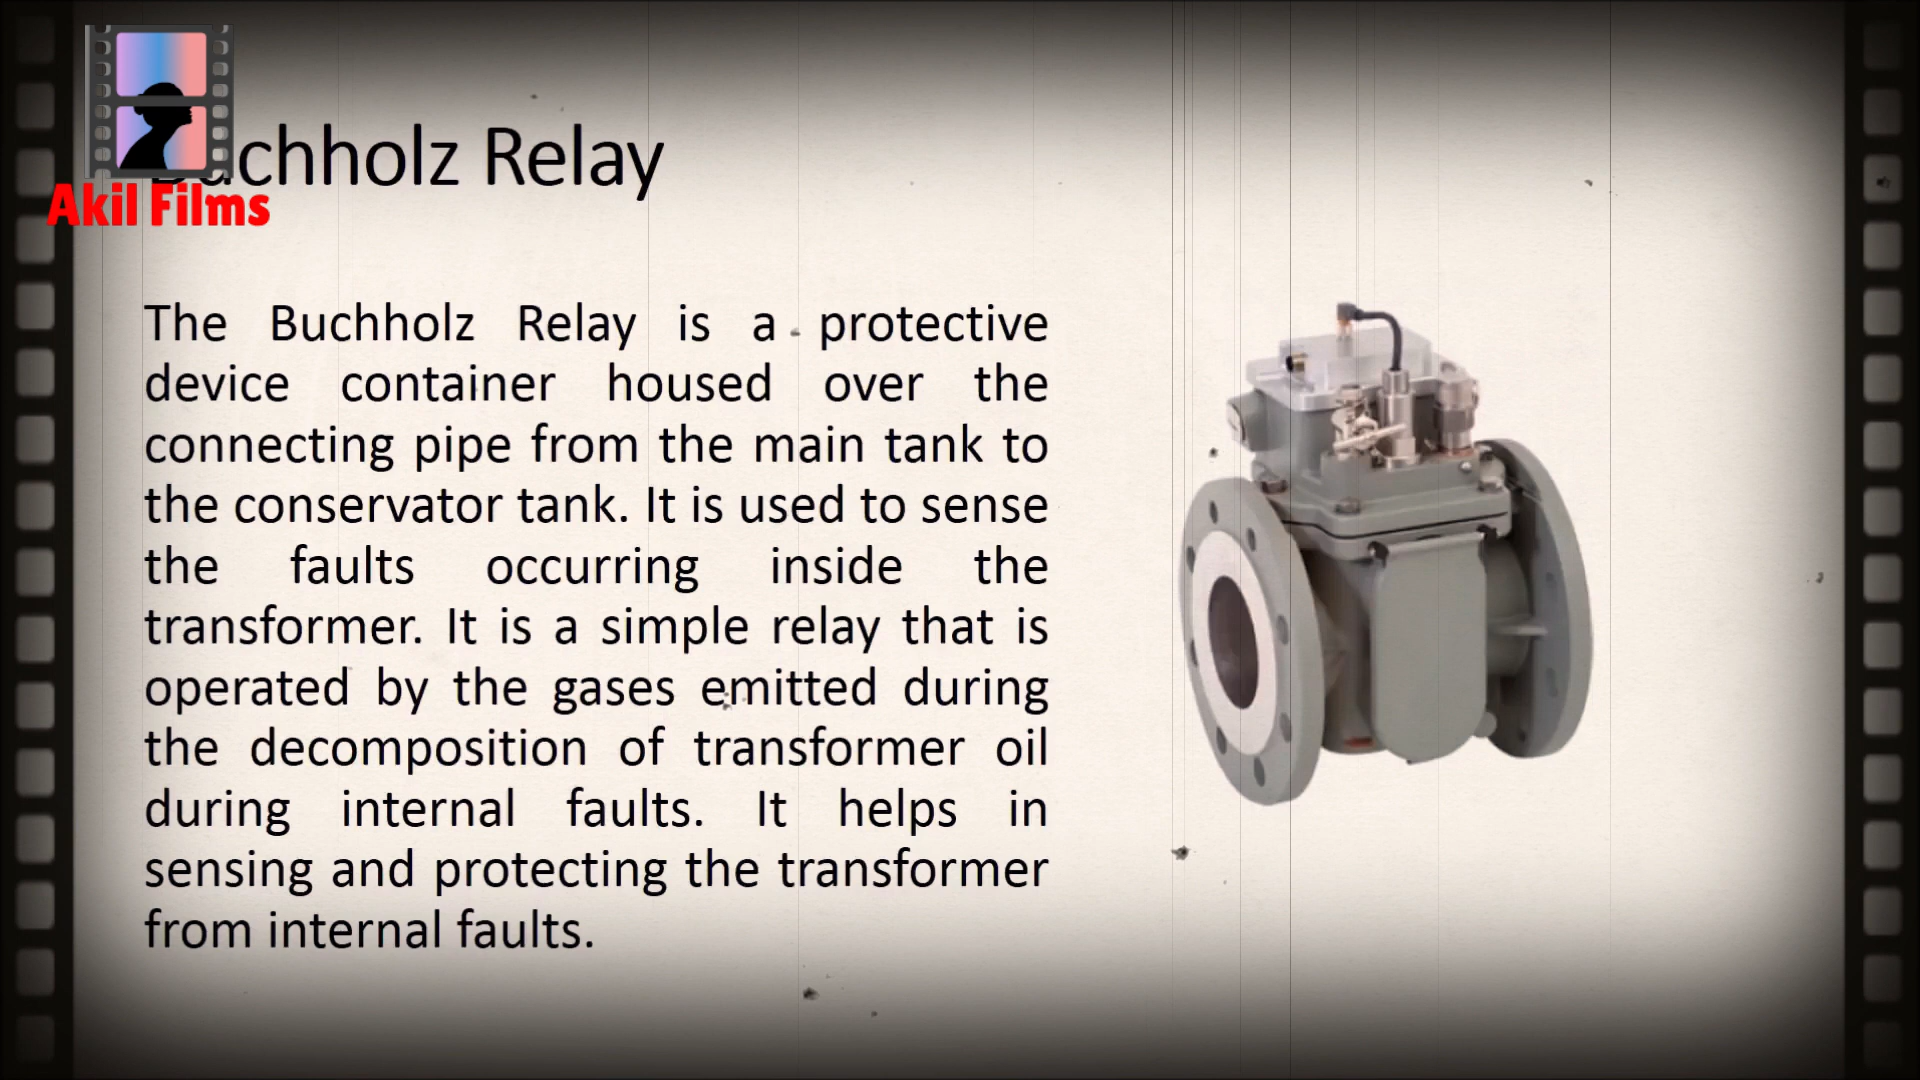 Buchholz Relay
Akil Films
The Buchholz Relay is a protective
device container housed over the
connecting pipe from the main tank to
the conservator tank. It is used to sense
the faults occurring inside the
transformer. It is a simple relay that is
operated by the gases emitted during
the decomposition of transformer oil
during internal faults. It helps in
sensing and protecting the transformer
from internal faults.